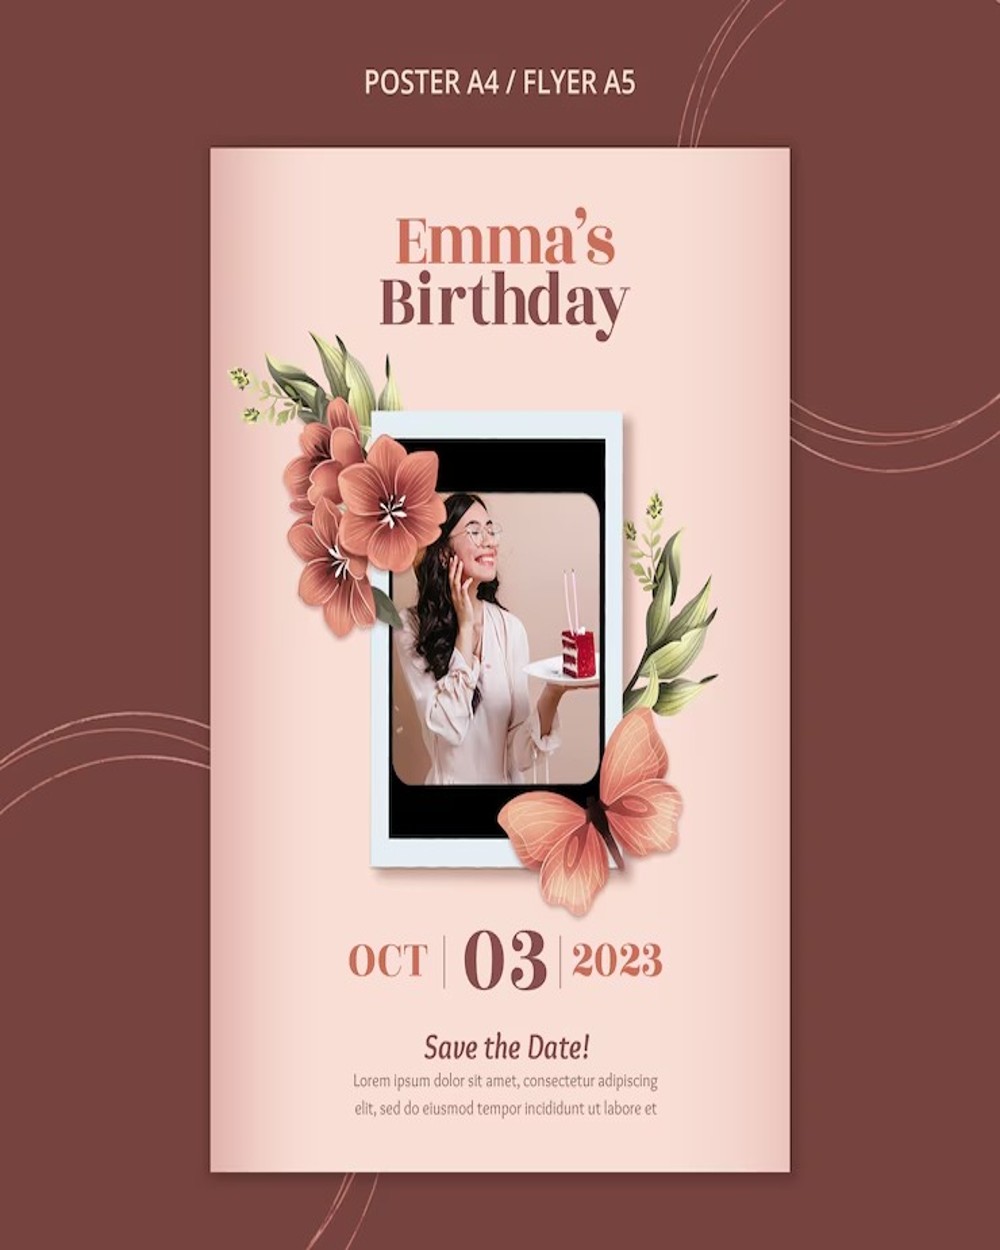 POSTER A4 / FLYER A5
Emma's
Birthday
OCT 03 2023
Save the Date!
Lorem ipsum dolor sit amet, consectetur adipiscing
elit, sed do eiusmod tempor incididunt ut labore et